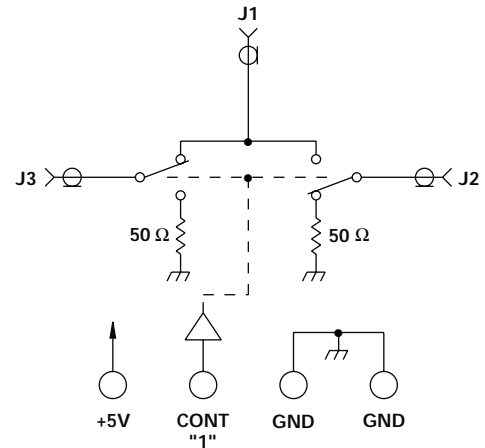 J1
J3
J2
50 Ω
50 Ω
+5V
CONT
"1"
GND
GND